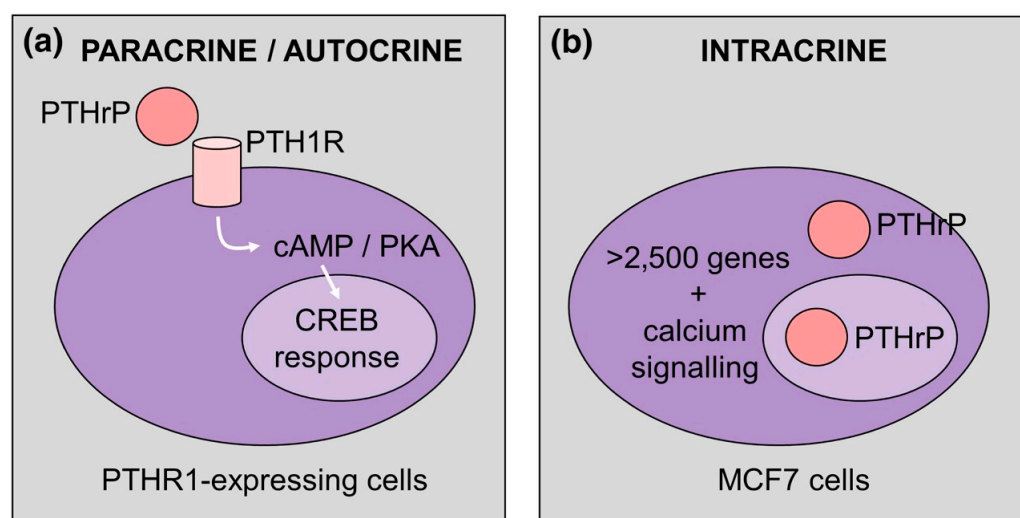 (a) PARACRINE / AUTOCRINE
PTHrP
PTH1R
cAMP / PKA
CREB
response
PTHR1-expressing cells
(b) INTRACRINE
PTHrP
>2,500 genes
+
calcium
signalling
PTHrP
MCF7 cells